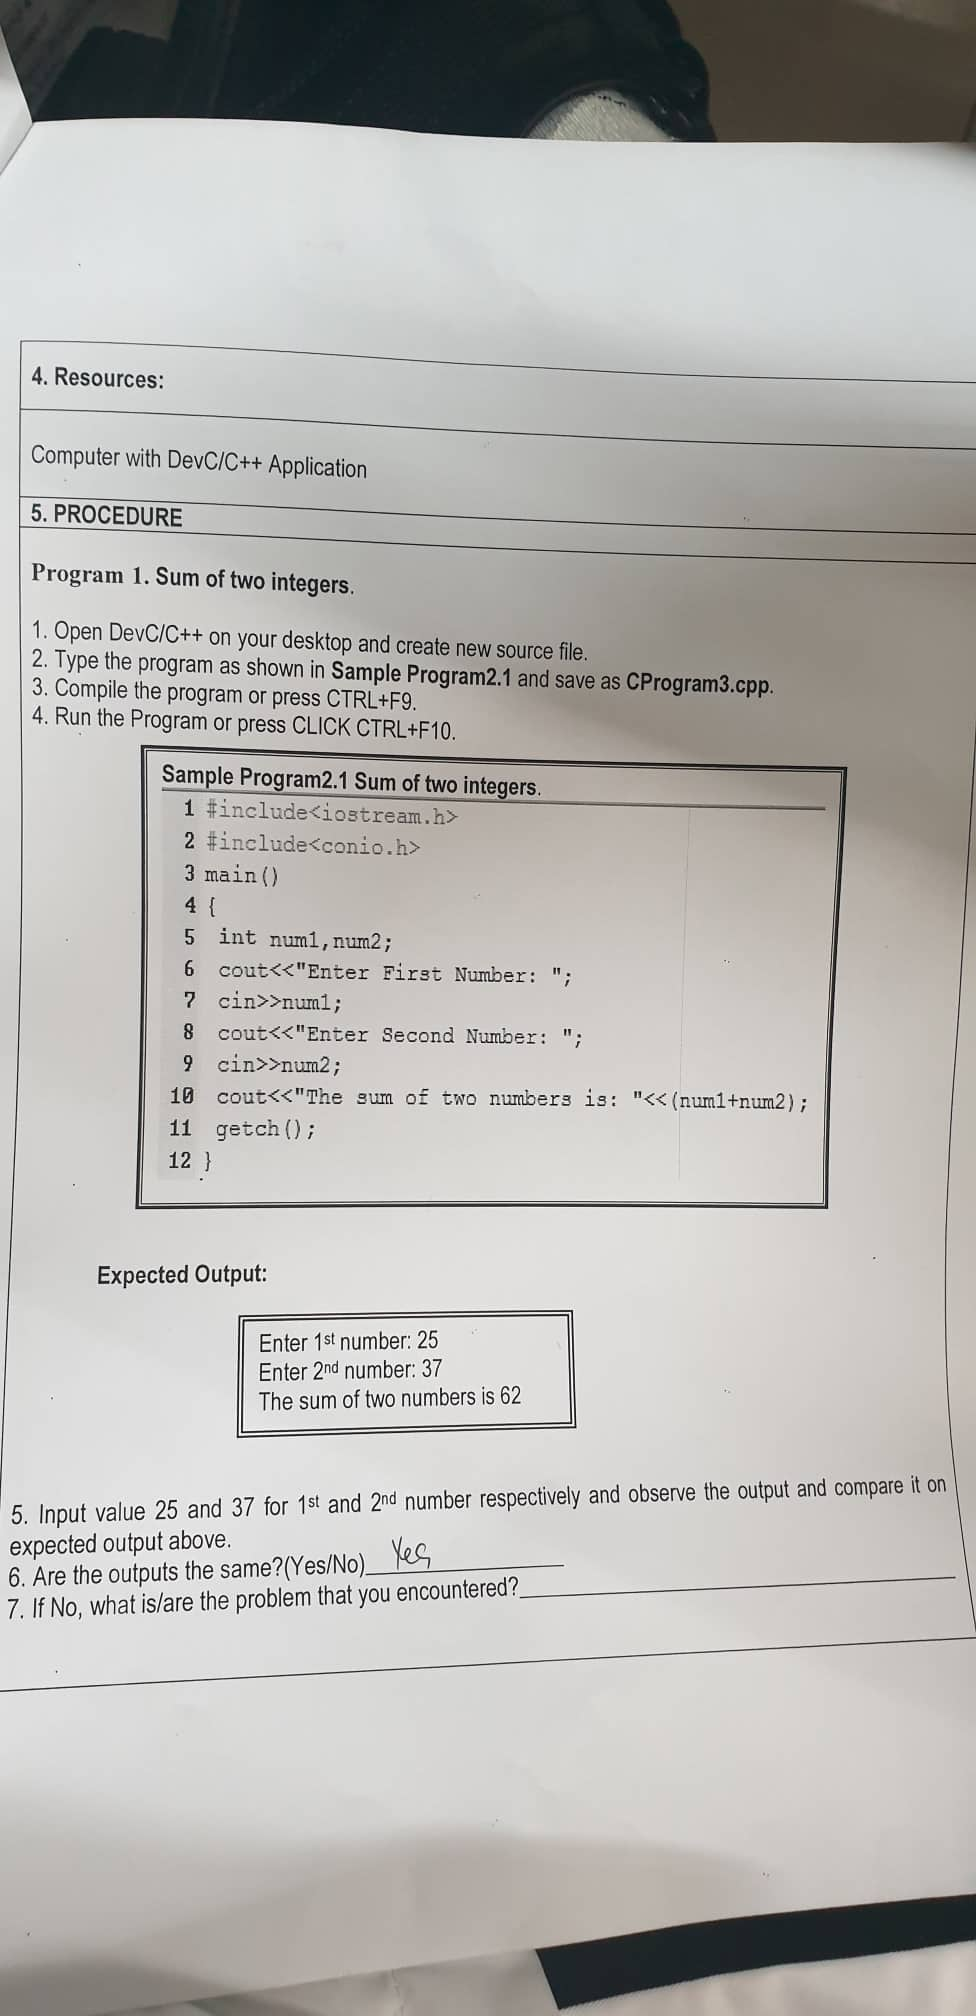 4. Resources:
Computer with DevC/C++ Application
5. PROCEDURE
Program 1. Sum of two integers.
1. Open DevC/C++ on your desktop and create new source file.
2. Type the program as shown in Sample Program2.1 and save as CProgram3.cpp.
3. Compile the program or press CTRL+F9.
4. Run the Program or press CLICK CTRL+F10.
Sample Program2.1 Sum of two integers.
1 #include<iostream.h>
2 #include<conio.h>
3 main()
4 {
5 int num1,num2;
6 cout<<"Enter First Number: ";
7 cin>>num1;
8 cout<<"Enter Second Number: ";
9 cin>>num2;
10 cout<<"The sum of two numbers is: "<<(num1+num2);
11 getch();
12 }
Expected Output:
Enter 1st number: 25
Enter 2nd number: 37
The sum of two numbers is 62
5. Input value 25 and 37 for 1st and 2nd number respectively and observe the output and compare it on
expected output above.
6. Are the outputs the same?(Yes/No) Yes
7. If No, what is/are the problem that you encountered?